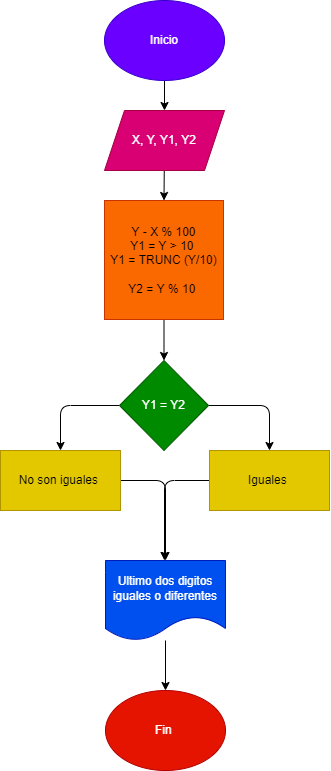 Inicio
X, Y, Y1, Y2
Y - X % 100
Y1 = Y > 10
Y1 = TRUNC (Y/10)
Y2 = Y % 10
Y1 = Y2
No son iguales
Iguales
Ultimo dos digitos
iguales o diferentes
Fin